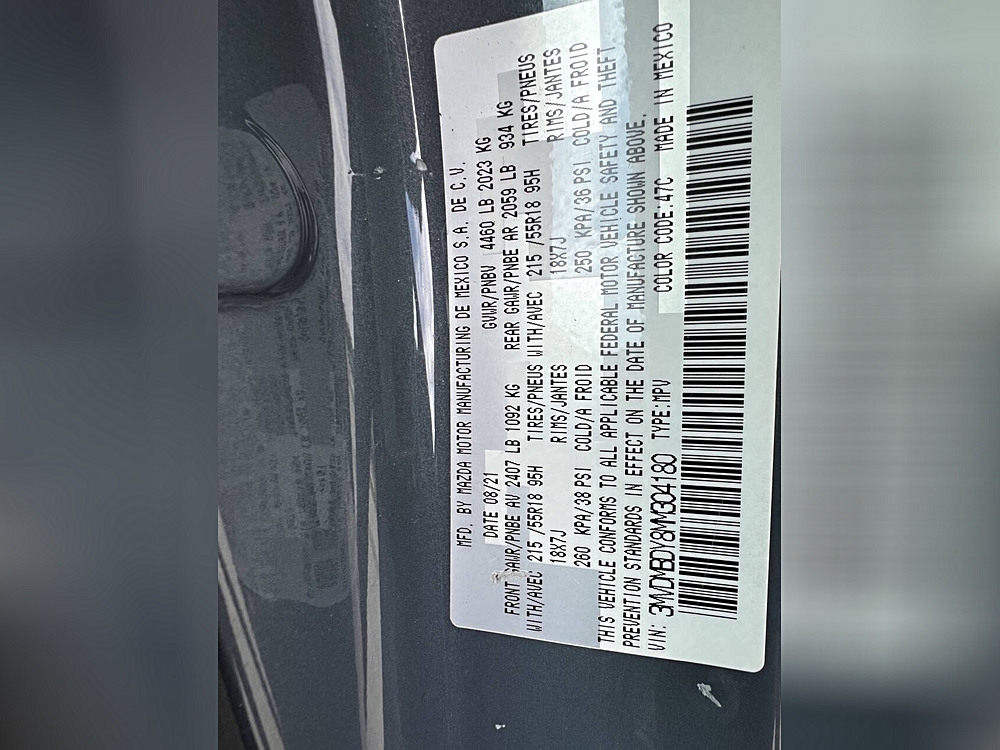 MFD. BY MAZDA MOTOR MANUFACTURING DE MEXICO S.A. DE C.V.
DATE 08/21 GVWR/PNBV 4460 LB 2023 KG
FRONT GAWR/PNBE AV 2407 LB 1092 KG REAR GAWR/PNBE AR 2059 LB 934 KG
WITH/AVEC 215 /55R18 95H TIRES/PNEUS WITH/AVEC 215 /55R18 95H TIRES/PNEUS
18X7J RIMS/JANTES 18X7J RIMS/JANTES
260 KPA/38 PSI COLD/A FROID 250 KPA/36 PSI COLD/A FROID
THIS VEHICLE CONFORMS TO ALL APPLICABLE FEDERAL MOTOR VEHICLE SAFETY AND THEFT
PREVENTION STANDARDS IN EFFECT ON THE DATE OF MANUFACTURE SHOWN ABOVE.
VIN: 3MVDMBDY8MM304180 TYPE:MPV COLOR CODE:47C MADE IN MEXICO